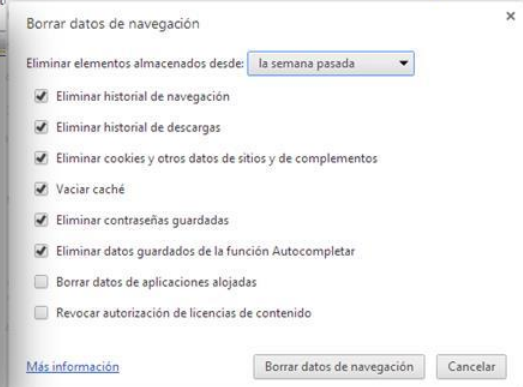 Borrar datos de navegación
Eliminar elementos almacenados desde: la semana pasada
Eliminar historial de navegación
Eliminar historial de descargas
Eliminar cookies y otros datos de sitios y de complementos
Vaciar caché
Eliminar contraseñas guardadas
Eliminar datos guardados de la función Autocompletar
Borrar datos de aplicaciones alojadas
Revocar autorización de licencias de contenido
Más información Borrar datos de navegación Cancelar